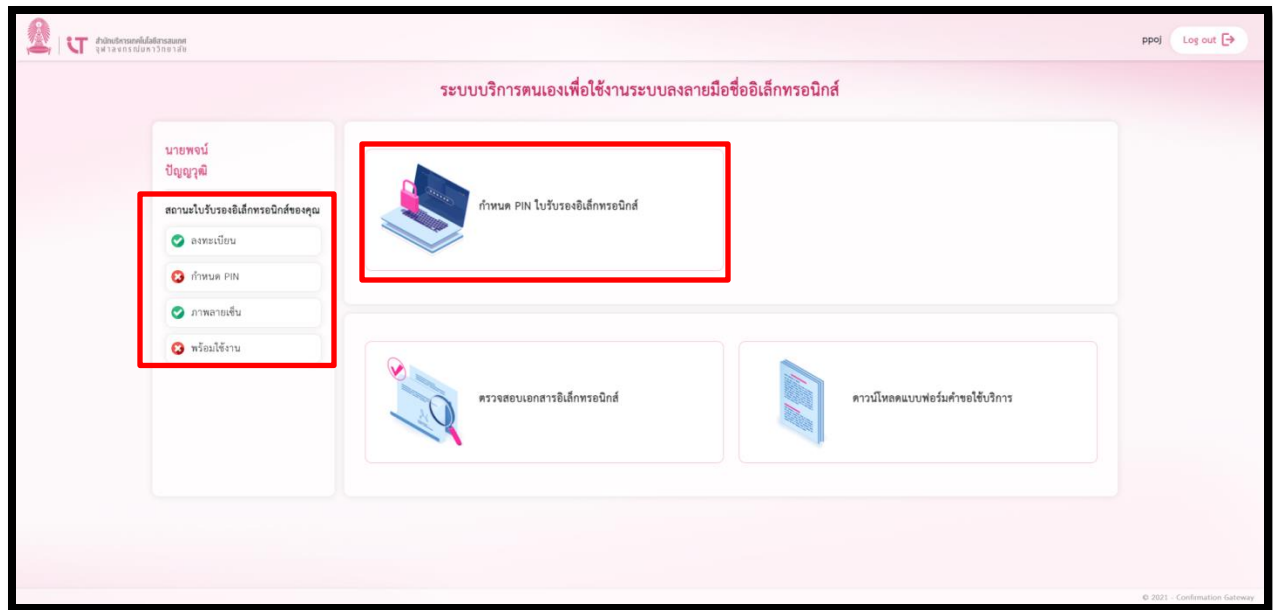 สำนักบริหารเทคโนโลยีสารสนเทศ
จุฬาลงกรณ์มหาวิทยาลัย
ppoj
Log out
ระบบบริการตนเองเพื่อใช้งานระบบลงลายมือชื่ออิเล็กทรอนิกส์
นายพจน์
ปัญญวุฒิ
สถานะใบรับรองอิเล็กทรอนิกส์ของคุณ
ลงทะเบียน
กำหนด PIN
ภาพลายเซ็น
พร้อมใช้งาน
กำหนด PIN ใบรับรองอิเล็กทรอนิกส์
ตรวจสอบเอกสารอิเล็กทรอนิกส์
ดาวน์โหลดแบบฟอร์มคำขอใช้บริการ
© 2021 - Confirmation Gateway